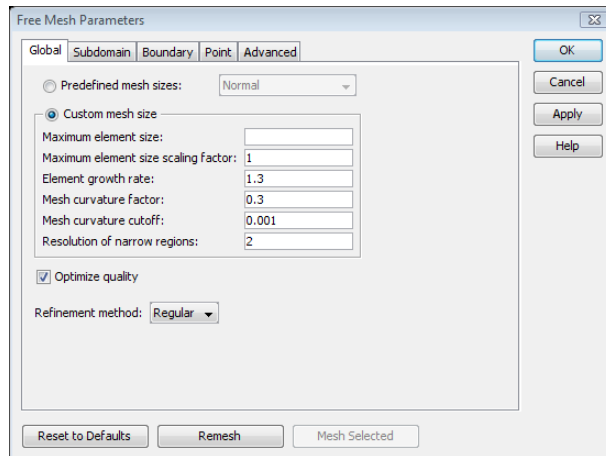 Free Mesh Parameters
Global Subdomain Boundary Point Advanced
OK
Cancel
Apply
Help
Predefined mesh sizes: Normal
Custom mesh size
Maximum element size:
Maximum element size scaling factor: 1
Element growth rate: 1.3
Mesh curvature factor: 0.3
Mesh curvature cutoff: 0.001
Resolution of narrow regions: 2
Optimize quality
Refinement method: Regular
Reset to Defaults Remesh Mesh Selected